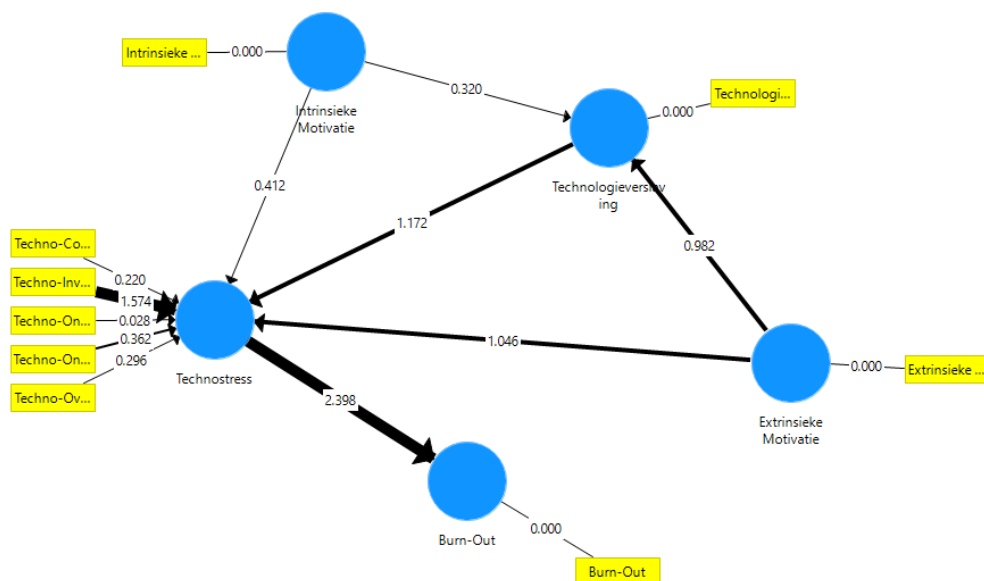 Intrinsieke ...
0.000
Intrinsieke
Motivatie
0.320
0.000
Technologi...
Technologieverslav
ing
0.412
1.172
0.982
Techno-Co...
0.220
Techno-Inv...
1.574
Techno-On...
0.028
Techno-On...
0.362
Techno-Ov...
0.296
Technostress
1.046
0.000
Extrinsieke ...
Extrinsieke
Motivatie
2.398
Burn-Out
0.000
Burn-Out